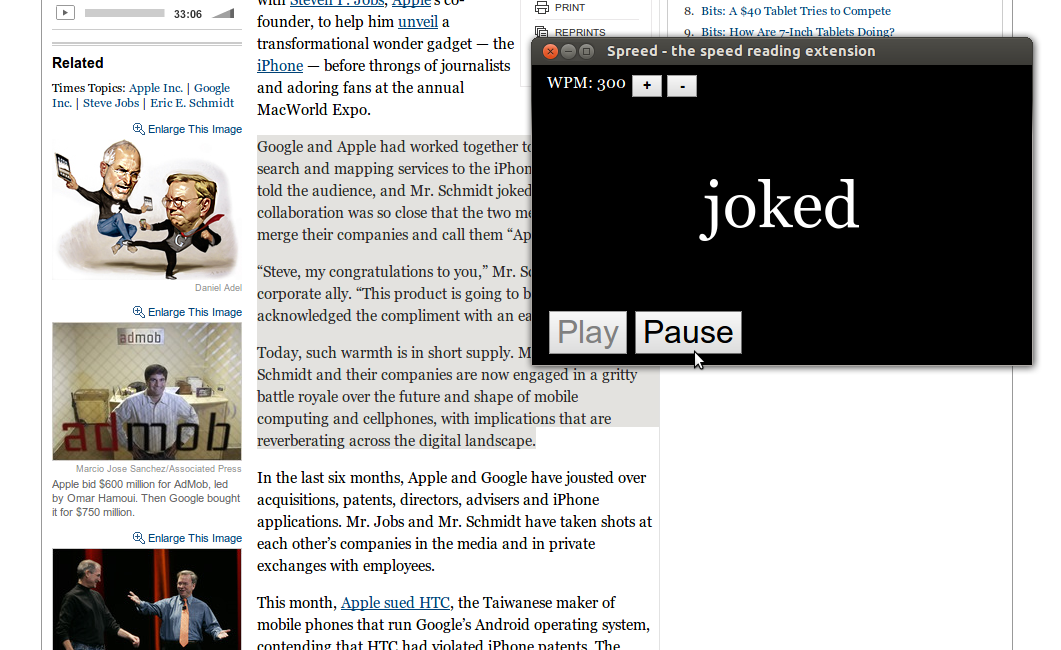 33:06
Related
Times Topics: Apple Inc. | Google
Inc. | Steve Jobs | Eric E. Schmidt
Enlarge This Image
Daniel Adel
Enlarge This Image
admob
admob
Marcio Jose Sanchez/Associated Press
Apple bid $600 million for AdMob, led
by Omar Hamoui. Then Google bought
it for $750 million.
Enlarge This Image
with Steven P. Jobs, Apple's co-
founder, to help him unveil a
transformational wonder gadget — the
iPhone — before throngs of journalists
and adoring fans at the annual
MacWorld Expo.
Google and Apple had worked together to
search and mapping services to the iPhon
told the audience, and Mr. Schmidt joked
collaboration was so close that the two me
merge their companies and call them “Ap
“Steve, my congratulations to you,” Mr. Sc
corporate ally. “This product is going to b
acknowledged the compliment with an ea
Today, such warmth is in short supply. M
Schmidt and their companies are now engaged in a gritty
battle royale over the future and shape of mobile
computing and cellphones, with implications that are
reverberating across the digital landscape.
In the last six months, Apple and Google have jousted over
acquisitions, patents, directors, advisers and iPhone
applications. Mr. Jobs and Mr. Schmidt have taken shots at
each other’s companies in the media and in private
exchanges with employees.
This month, Apple sued HTC, the Taiwanese maker of
mobile phones that run Google’s Android operating system,
contending that HTC had violated iPhone patents. The
PRINT
REPRINTS
8. Bits: A $40 Tablet Tries to Compete
9. Bits: How Are 7-Inch Tablets Doing?
Spreed - the speed reading extension
WPM: 300 + -
joked
Play Pause